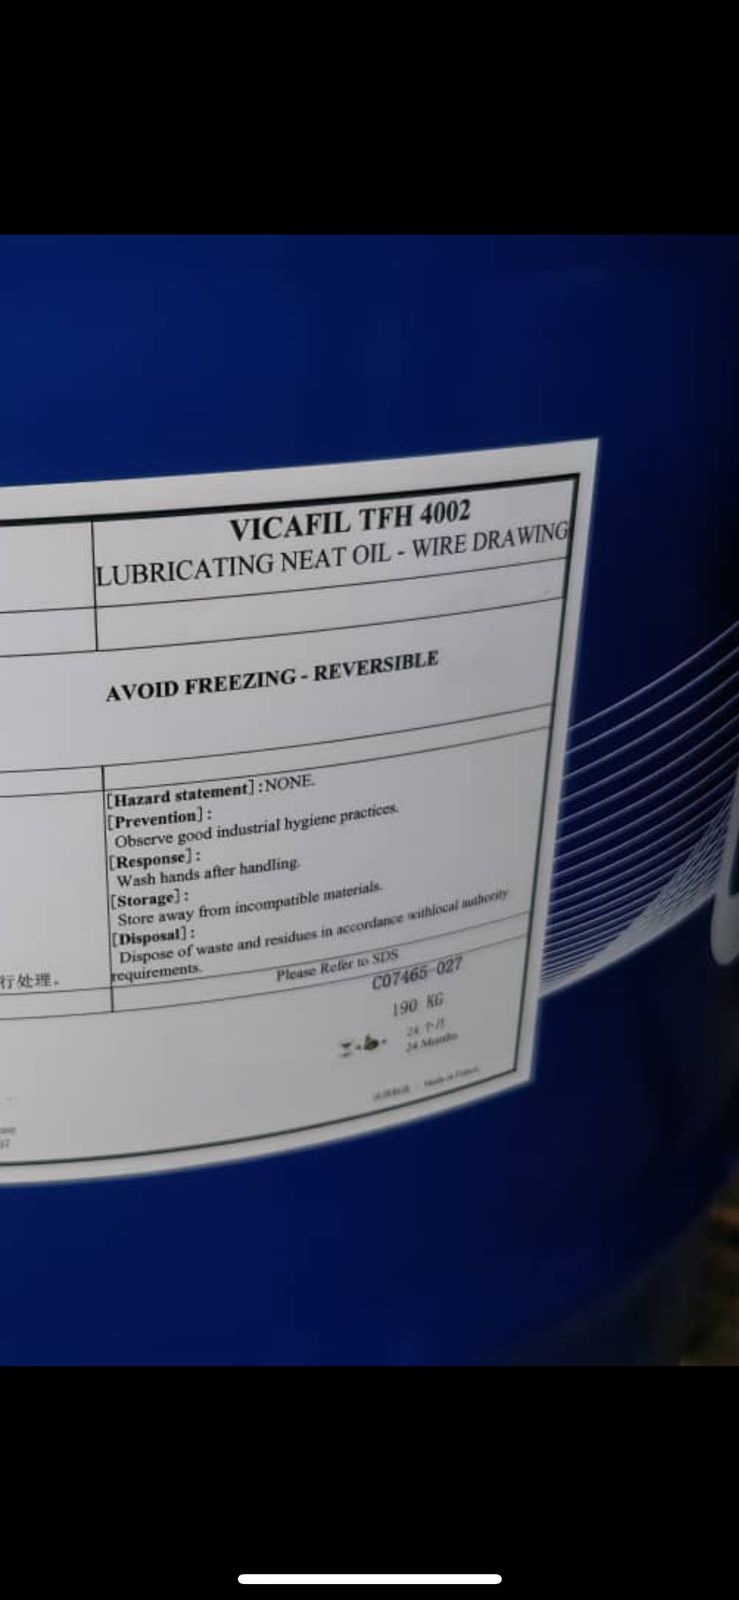 VICAFIL TFH 4002
LUBRICATING NEAT OIL - WIRE DRAWING
AVOID FREEZING - REVERSIBLE
[Hazard statement] :NONE.
[Prevention] :
Observe good industrial hygiene practices.
[Response] :
Wash hands after handling.
[Storage] :
Store away from incompatible materials.
[Disposal] :
Dispose of waste and residues in accordance withlocal authority
requirements.
行处理。
Please Refer to SDS
C07465-027
190 KG
24 个月
24 Months
Made in France